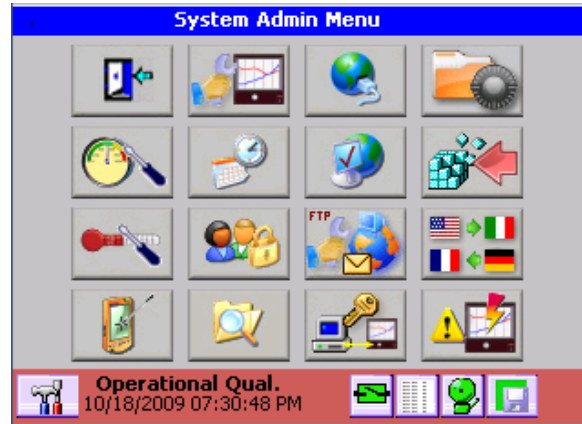 System Admin Menu
FTP
Operational Qual.
10/18/2009 07:30:48 PM